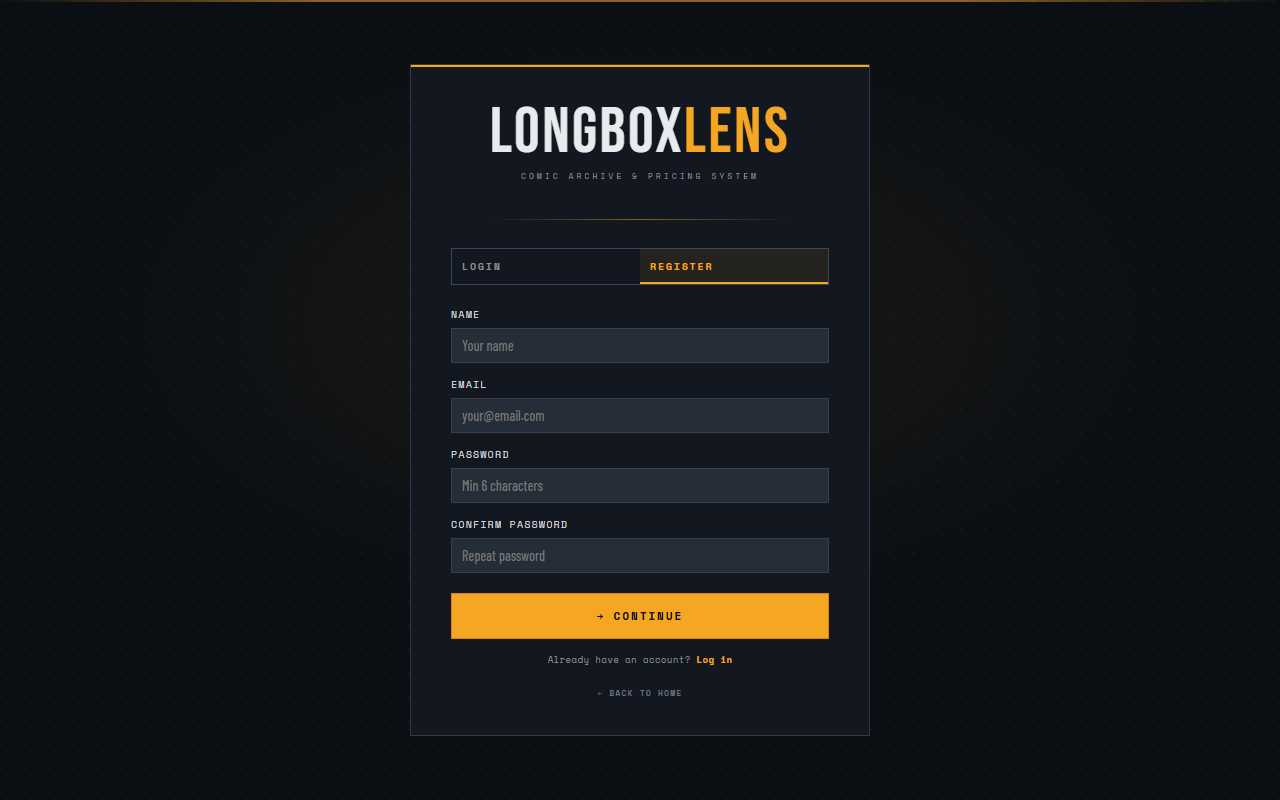 LONGBOXLENS
COMIC ARCHIVE & PRICING SYSTEM
LOGIN REGISTER
NAME
Your name
EMAIL
your@email.com
PASSWORD
Min 6 characters
CONFIRM PASSWORD
Repeat password
→ CONTINUE
Already have an account? Log in
← BACK TO HOME